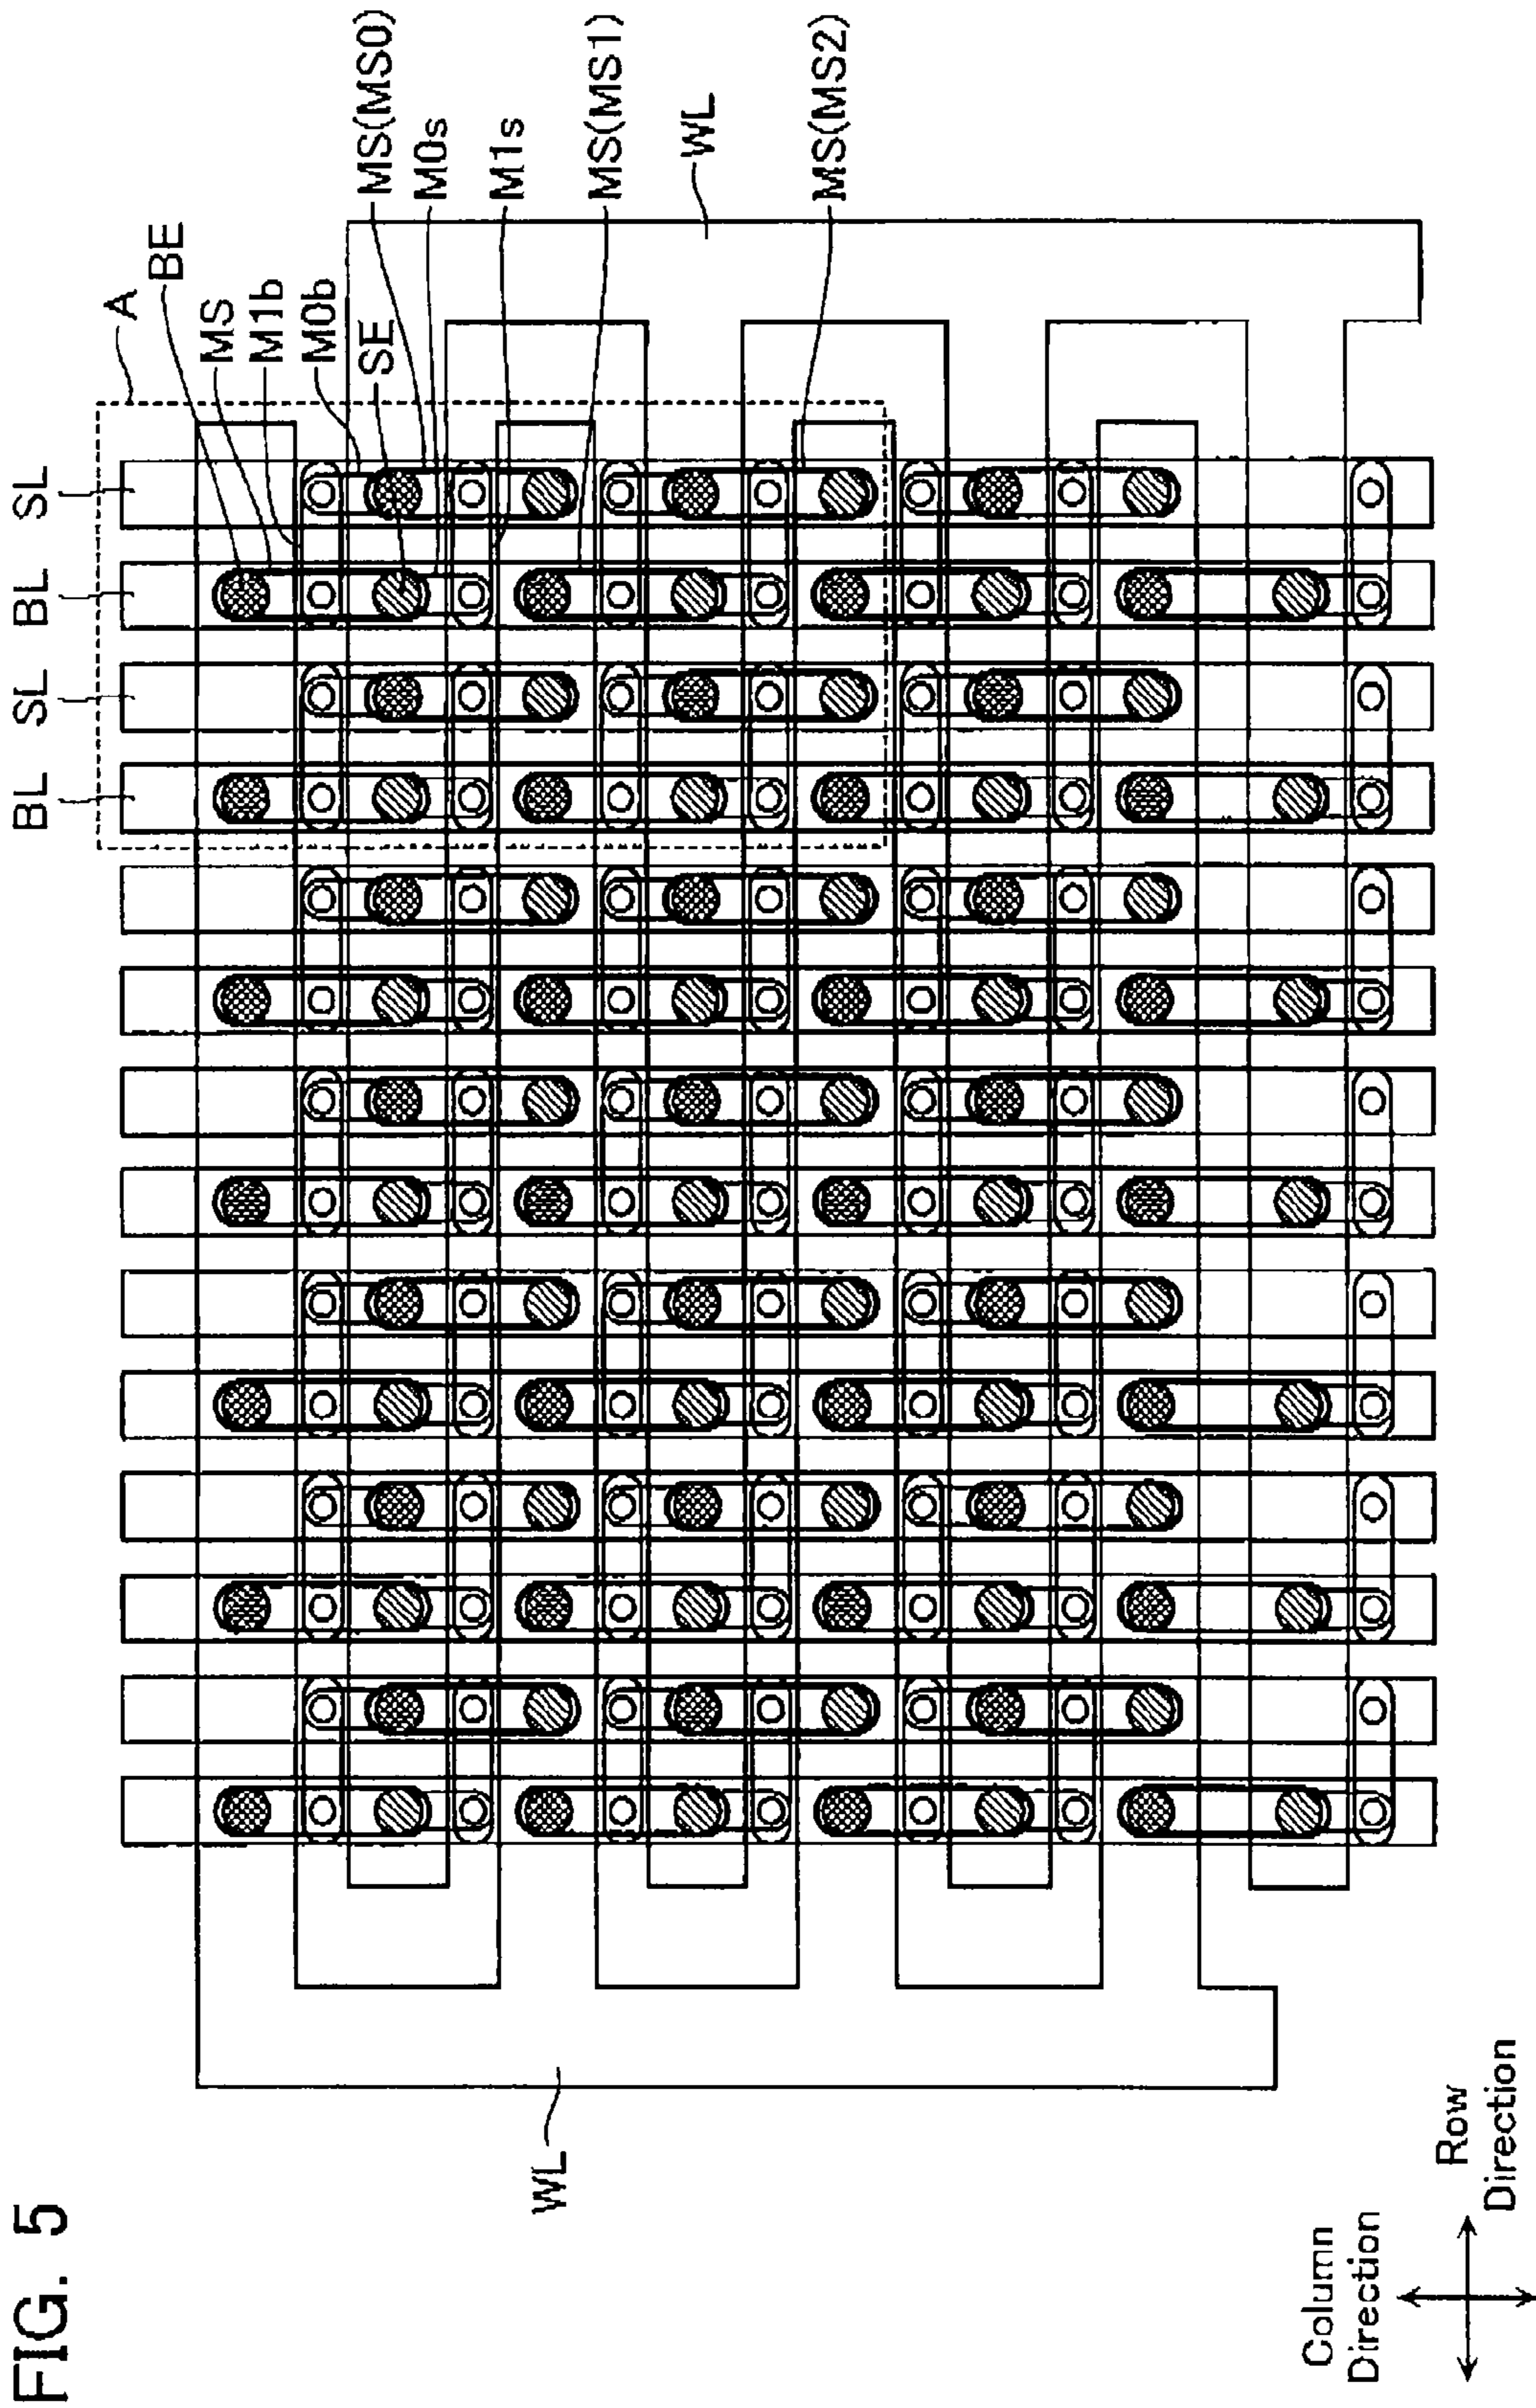 FIG. 5
BL
SL
BL
SL
A
BE
MS
M1b
M0b
SE
MS(MS0)
M0s
M1s
MS(MS1)
WL
MS(MS2)
WL
Column
Direction
Row
Direction